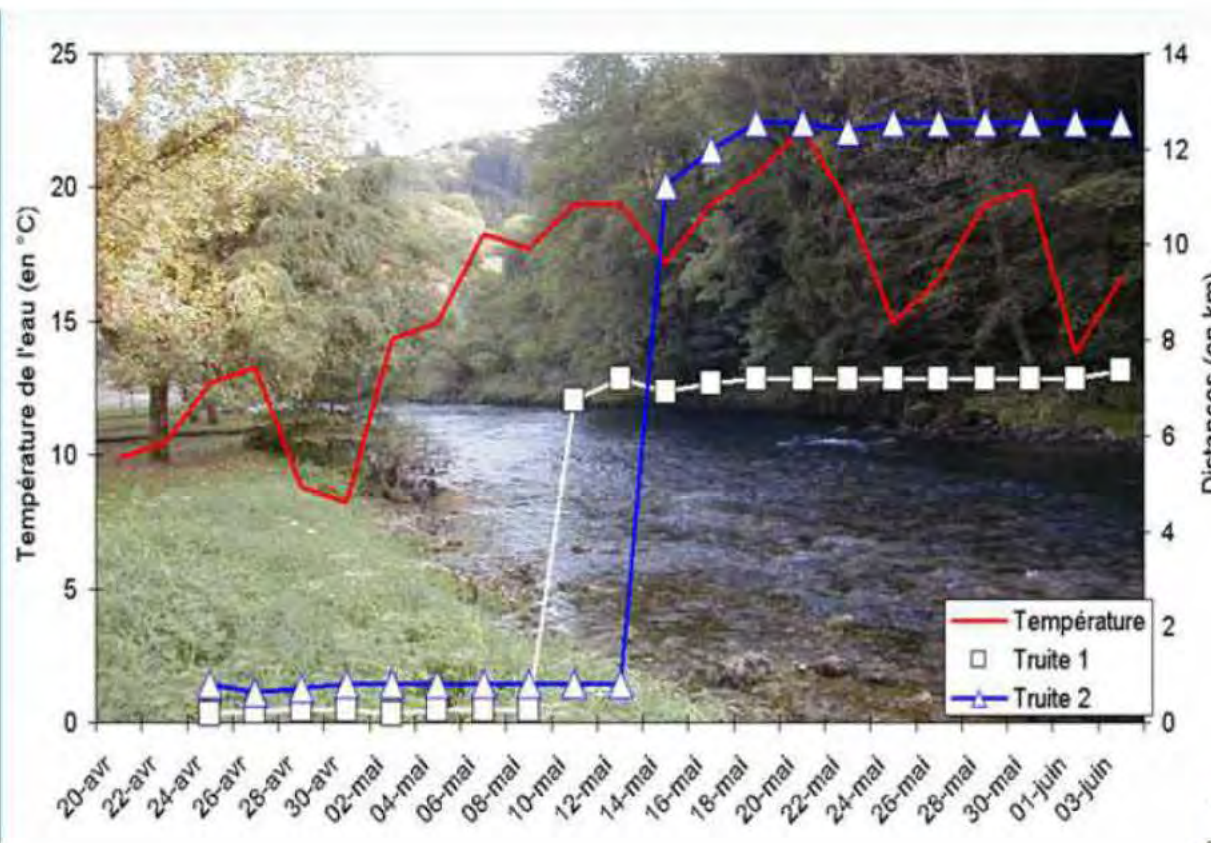 Température de l'eau (en °C)
25
20
15
10
5
0
14
12
10
8
6
4
2
0
Distances (en km)
Température
Truite 1
Truite 2
20-avr
22-avr
24-avr
26-avr
28-avr
30-avr
02-mai
04-mai
06-mai
08-mai
10-mai
12-mai
14-mai
16-mai
18-mai
20-mai
22-mai
24-mai
26-mai
28-mai
30-mai
01-juin
03-juin